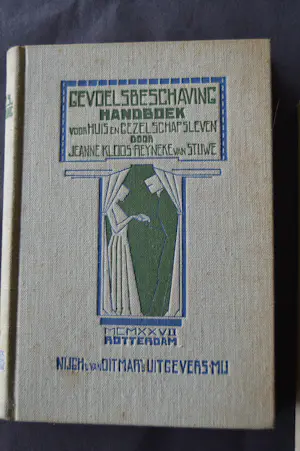 GEVOELSBESCHAVING
HANDBOEK
VOOR HUIS EN GEZELSCHAPSLEVEN
DOOR
JEANNE KLOOS-REYNEKE VAN STUWE
MCMXXVII
ROTTERDAM
NIJGH & VAN DITMAR'S UITGEVERS MIJ